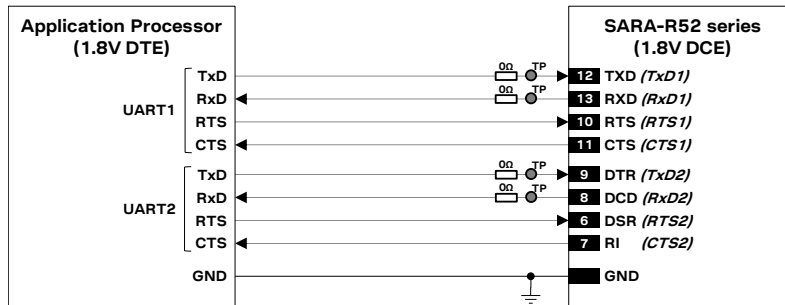 Application Processor
(1.8V DTE)
SARA-R52 series
(1.8V DCE)
UART1
TxD
0Ω
TP
12
TXD (TxD1)
RxD
0Ω
TP
13
RXD (RxD1)
RTS
10
RTS (RTS1)
CTS
11
CTS (CTS1)
UART2
TxD
0Ω
TP
9
DTR (TxD2)
RxD
0Ω
TP
8
DCD (RxD2)
RTS
6
DSR (RTS2)
CTS
7
RI (CTS2)
GND
GND